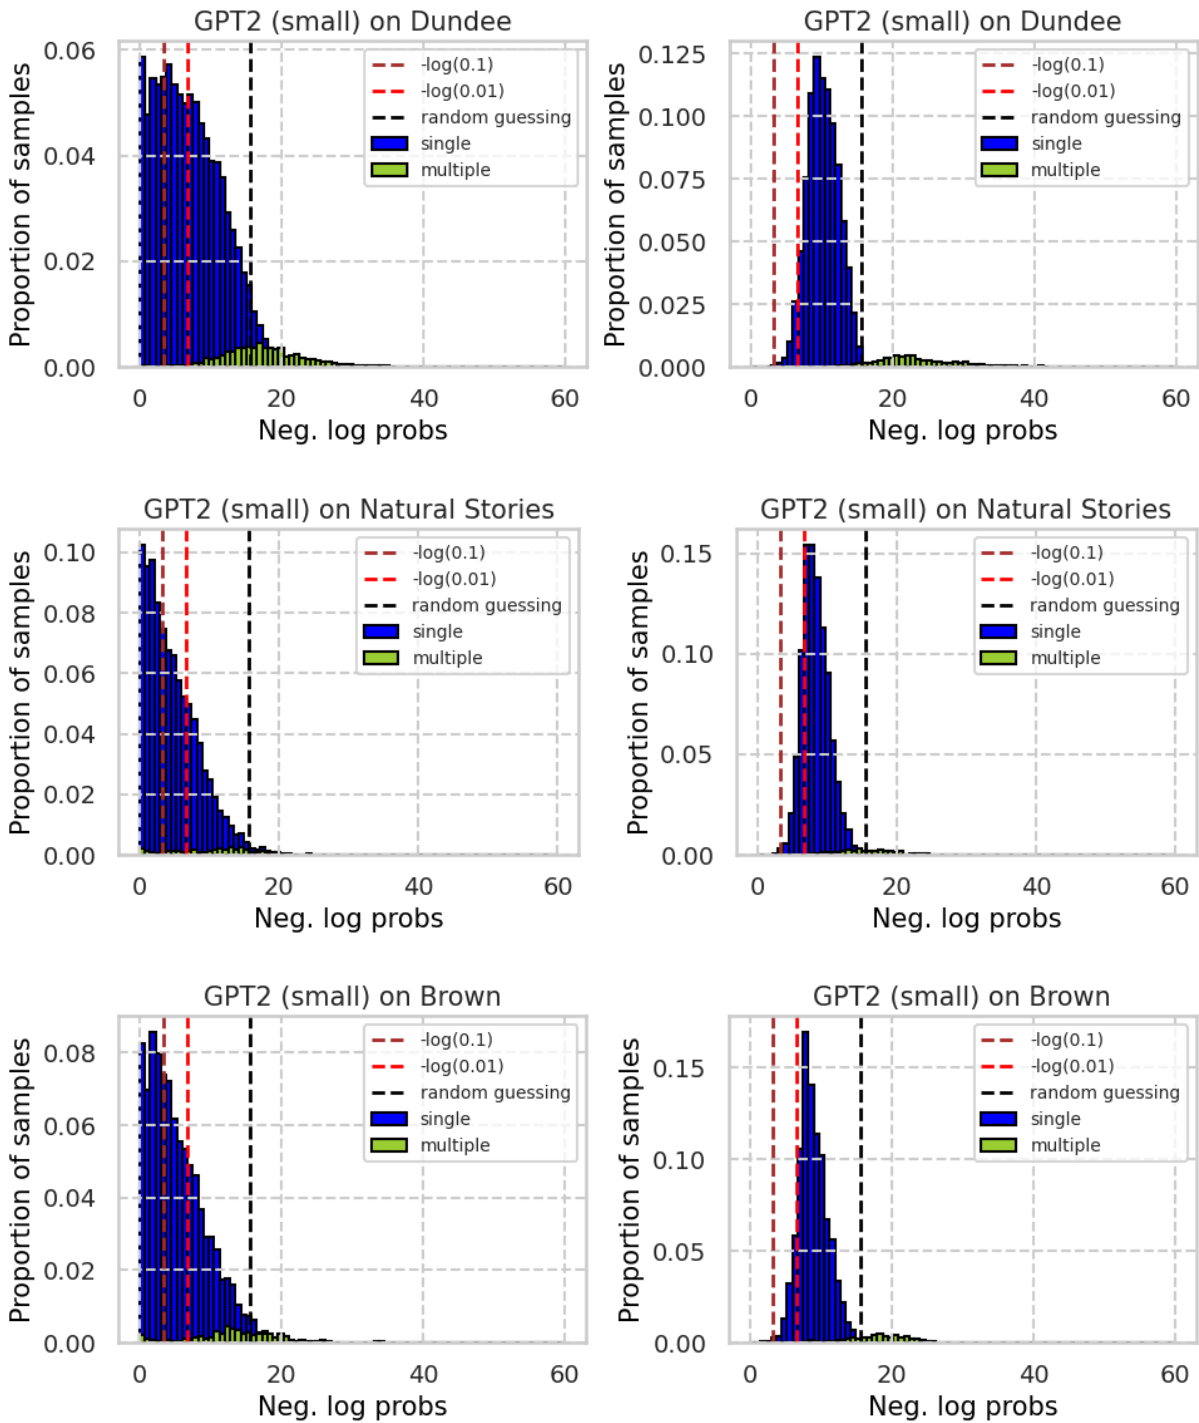 GPT2 (small) on Dundee
Proportion of samples
0.06
0.04
0.02
0.00
-log(0.1)
-log(0.01)
random guessing
single
multiple
0 20 40 60
Neg. log probs
GPT2 (small) on Dundee
Proportion of samples
0.125
0.100
0.075
0.050
0.025
0.000
-log(0.1)
-log(0.01)
random guessing
single
multiple
0 20 40 60
Neg. log probs
GPT2 (small) on Natural Stories
Proportion of samples
0.10
0.08
0.06
0.04
0.02
0.00
-log(0.1)
-log(0.01)
random guessing
single
multiple
0 20 40 60
Neg. log probs
GPT2 (small) on Natural Stories
Proportion of samples
0.15
0.10
0.05
0.00
-log(0.1)
-log(0.01)
random guessing
single
multiple
0 20 40 60
Neg. log probs
GPT2 (small) on Brown
Proportion of samples
0.08
0.06
0.04
0.02
0.00
-log(0.1)
-log(0.01)
random guessing
single
multiple
0 20 40 60
Neg. log probs
GPT2 (small) on Brown
Proportion of samples
0.15
0.10
0.05
0.00
-log(0.1)
-log(0.01)
random guessing
single
multiple
0 20 40 60
Neg. log probs